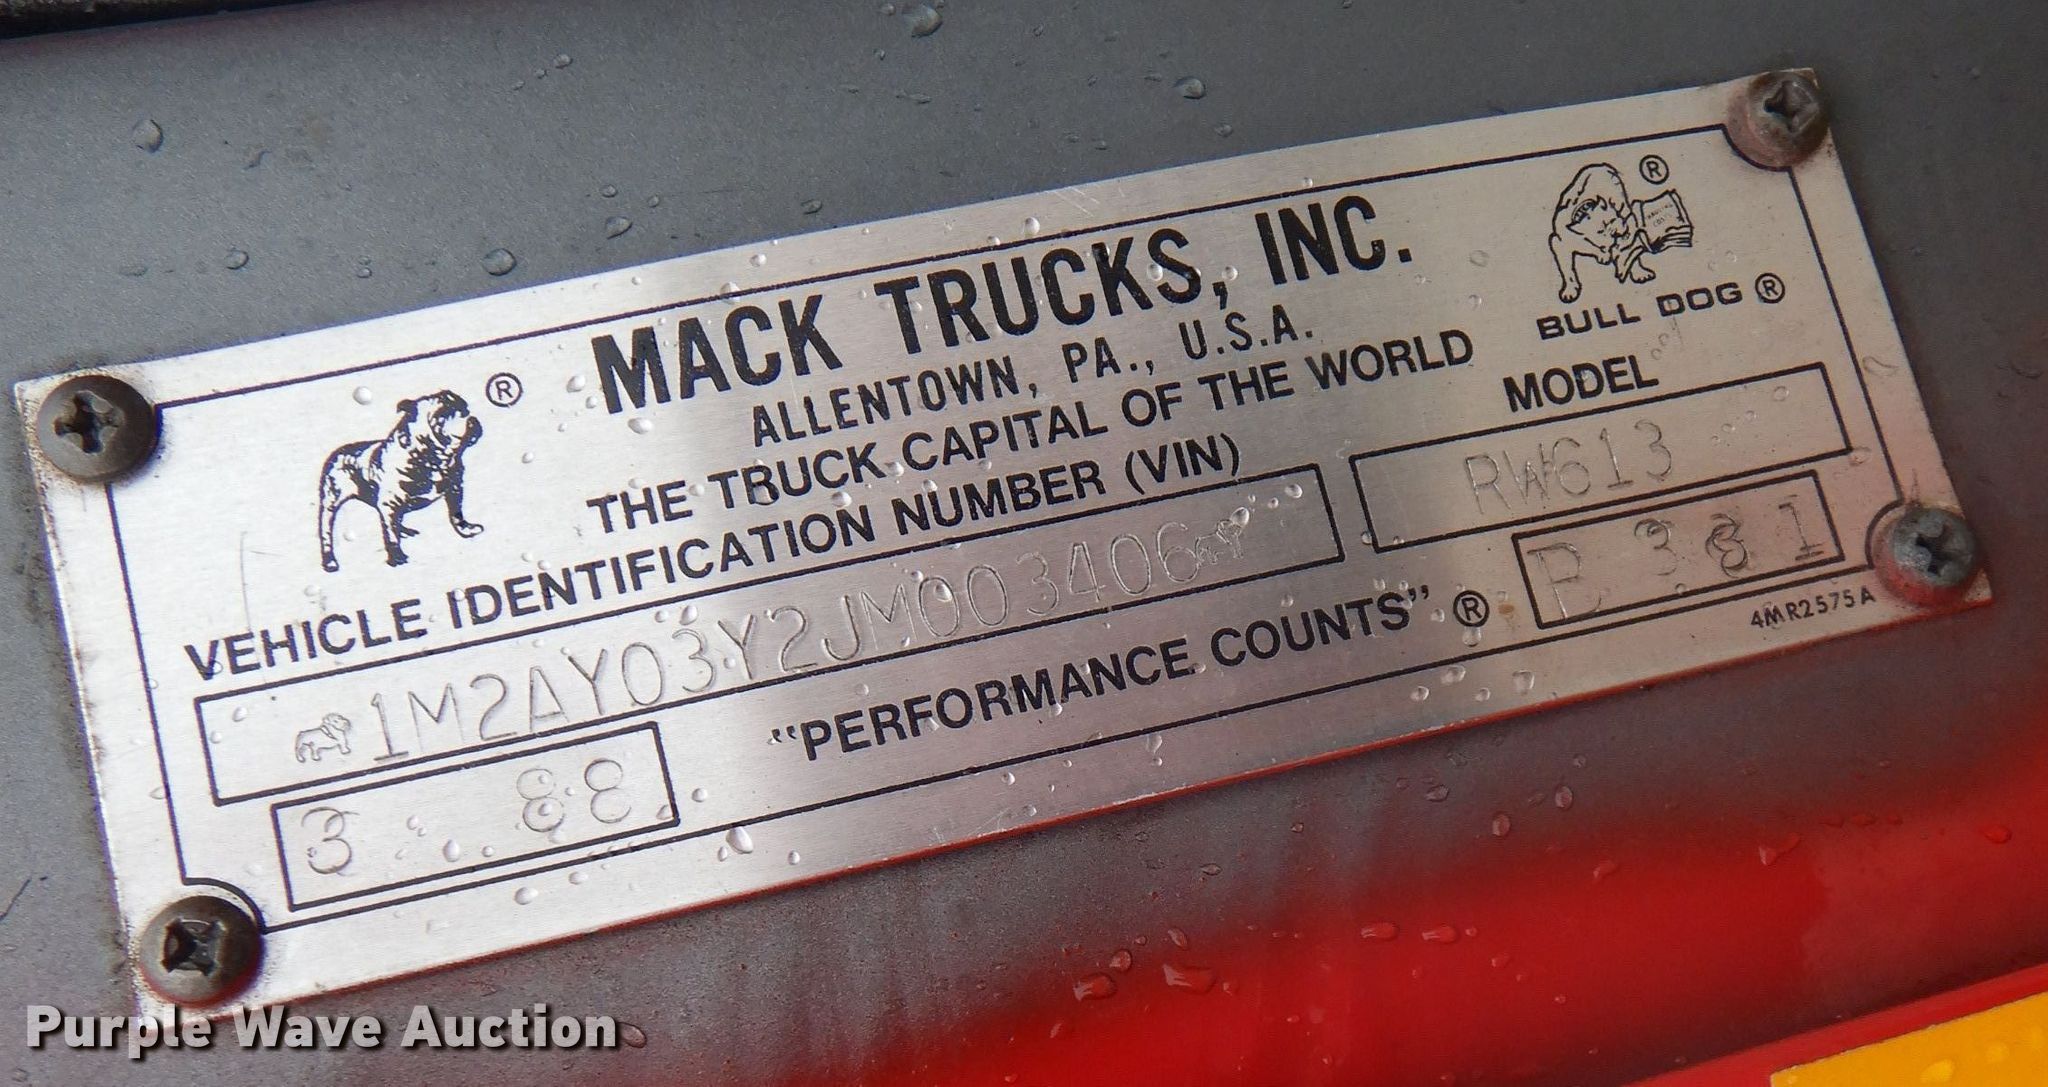 ®
MACK TRUCKS, INC.
ALLENTOWN, PA., U.S.A.
THE TRUCK CAPITAL OF THE WORLD
®
BULL DOG ®
VEHICLE IDENTIFICATION NUMBER (VIN)
1M2AY03Y2JM003406
MODEL
RW613
3 88
"PERFORMANCE COUNTS" ®
B 381
4MR2575A
Purple Wave Auction